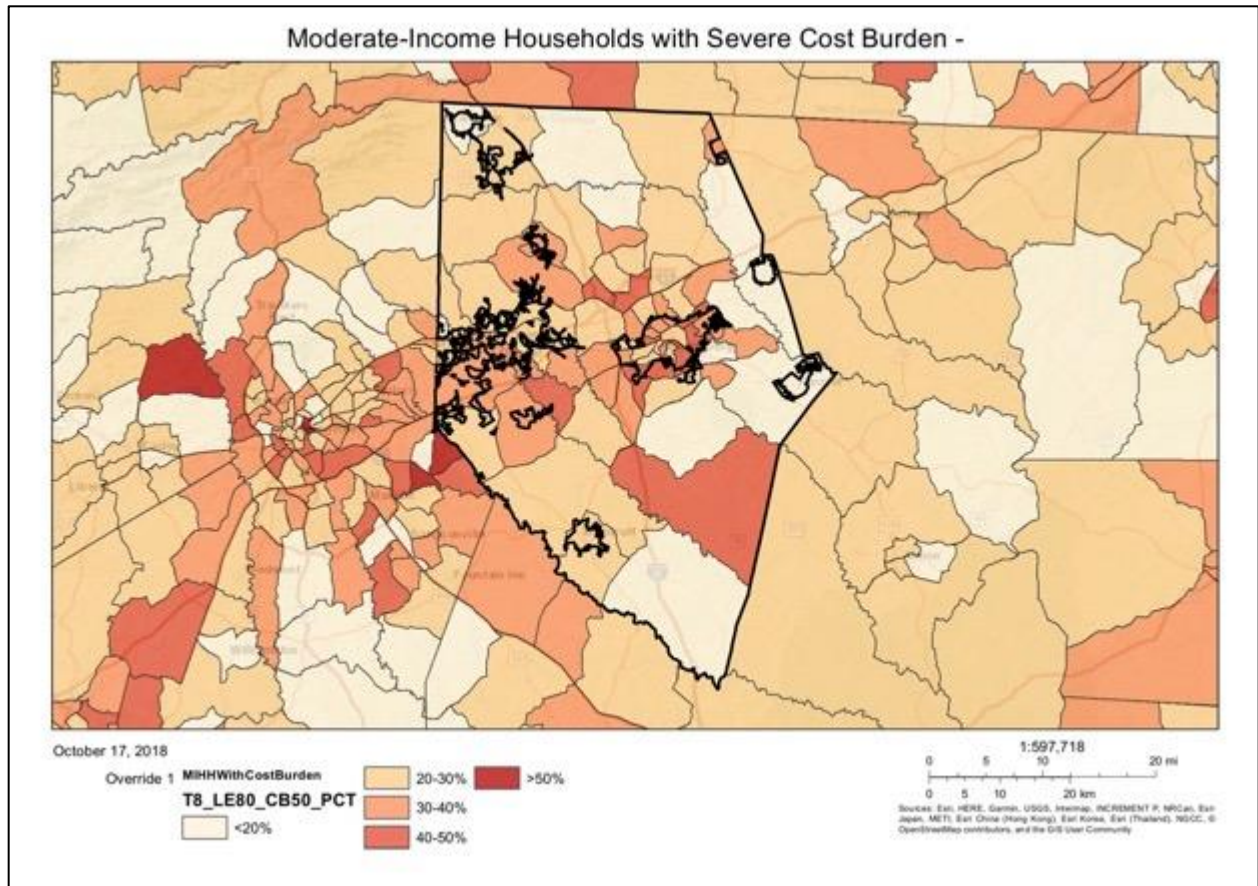 Moderate-Income Households with Severe Cost Burden -
October 17, 2018
Override 1
MIHHWithCostBurden
T8_LE80_CB50_PCT
<20%
20-30%
30-40%
40-50%
>50%
1:597,718
0 5 10 20 mi
0 5 10 20 km
Sources: Esri, HERE, Garmin, USGS, Intermap, INCREMENT P, NRCan, Esri
Japan, METI, Esri China (Hong Kong), Esri Korea, Esri (Thailand), NGCC, ©
OpenStreetMap contributors, and the GIS User Community